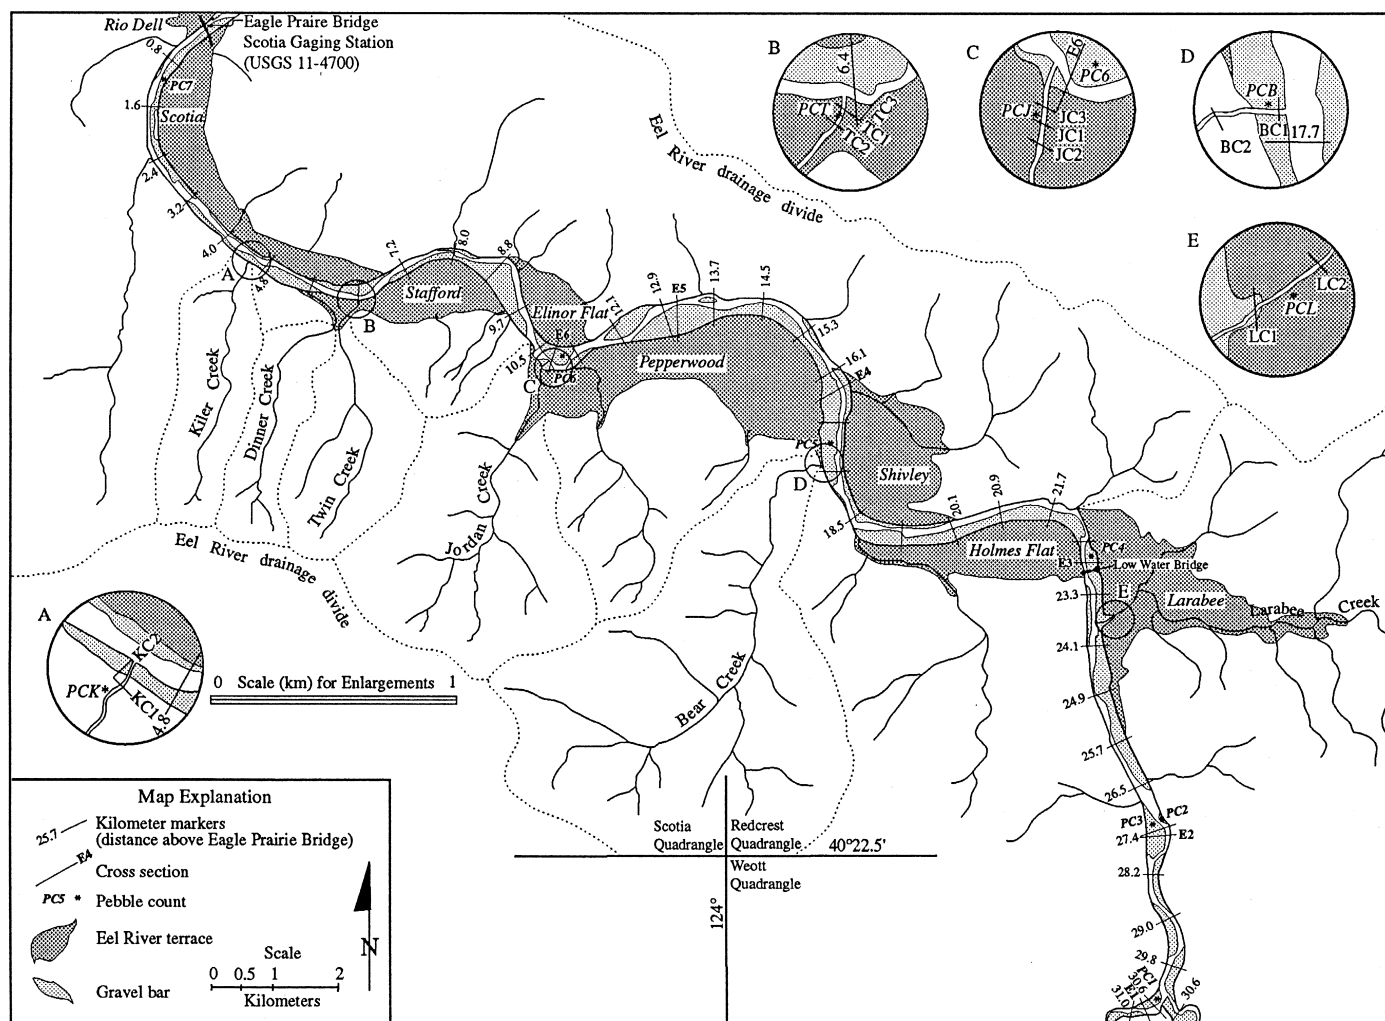 Rio Dell
Eagle Praire Bridge
Scotia Gaging Station
(USGS 11-4700)
0.8
PC7
1.6
Scotia
2.4
3.2
4.0
A
4.8
B
7.2
8.0
8.8
Stafford
9.7
10.5
C
Elinor Flat
E6
PC6
12.1
12.9
E5
13.7
14.5
Pepperwood
15.3
16.1
E4
PC5
D
Shivley
18.5
20.1
20.9
21.7
Holmes Flat
PC4
E3
Low Water Bridge
23.3
E
Larabee
Larabee Creek
24.1
24.9
25.7
26.5
PC3
PC2
27.4
E2
28.2
29.0
29.8
PC1
30.6
E1
31.0
30.6
Eel River drainage divide
Kiler Creek
Dinner Creek
Twin Creek
Jordan Creek
Bear Creek
Eel River drainage divide
B
6.4
PCT
TC3
TC1
TC2
C
E6
PC6
PCJ
JC3
JC1
JC2
D
PCB
BC1
17.7
BC2
E
LC2
PCL
LC1
A
KC2
PCK
KC1
4.8
0 Scale (km) for Enlargements 1
Scotia
Quadrangle
Redcrest
Quadrangle
40°22.5'
Weott
Quadrangle
124°
Map Explanation
25.7
Kilometer markers
(distance above Eagle Prairie Bridge)
E4
Cross section
PC5 * Pebble count
Eel River terrace
Gravel bar
Scale
0 0.5 1 2
Kilometers
N